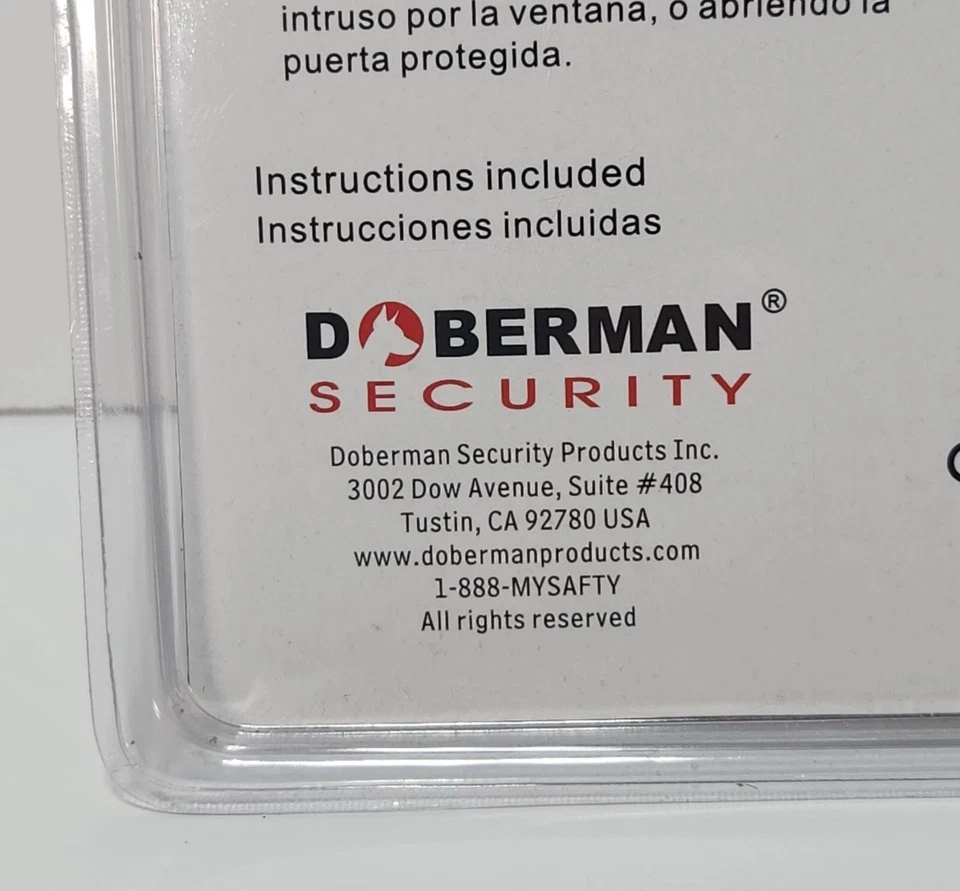 intruso por la ventana, o abriendo la
puerta protegida.
Instructions included
Instrucciones incluidas
DOBERMAN®
SECURITY
Doberman Security Products Inc.
3002 Dow Avenue, Suite #408
Tustin, CA 92780 USA
www.dobermanproducts.com
1-888-MYSAFTY
All rights reserved